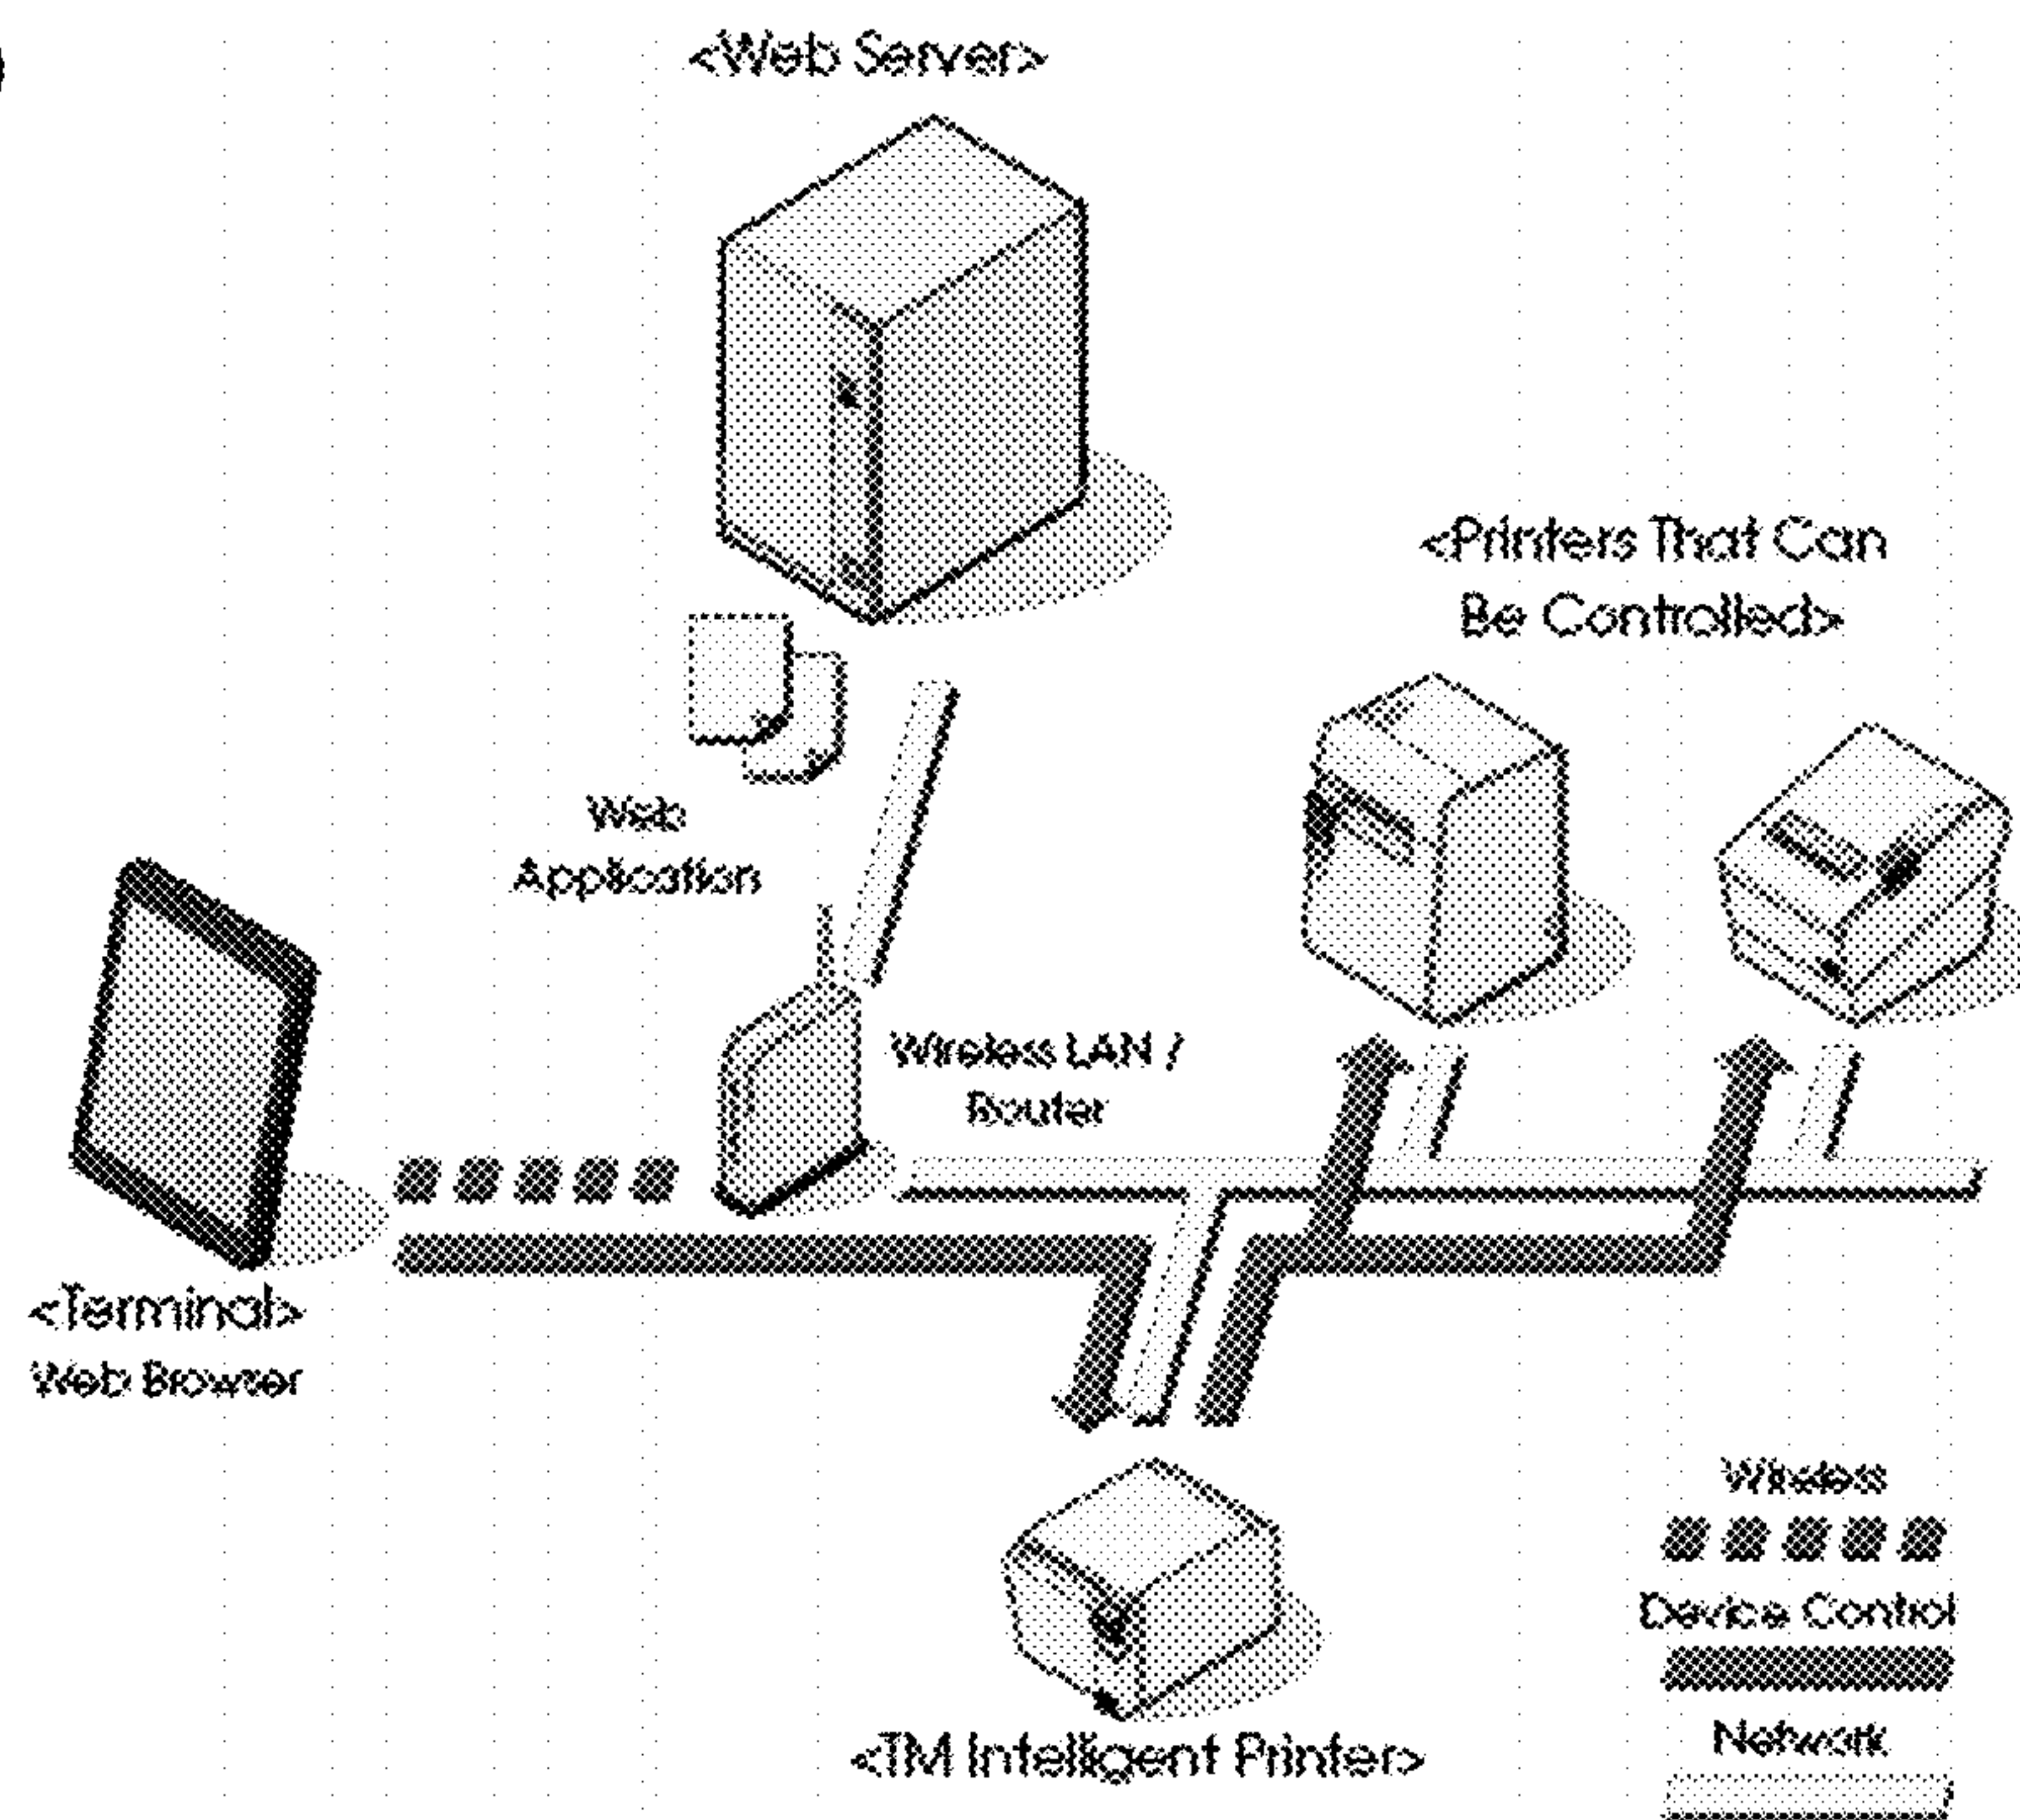 <Web Server>
<Printers That Can
Be Controlled>
Web
Application
Wireless LAN /
Router
<Terminal>
Web Browser
<TM Intelligent Printer>
Wireless
Device Control
Network